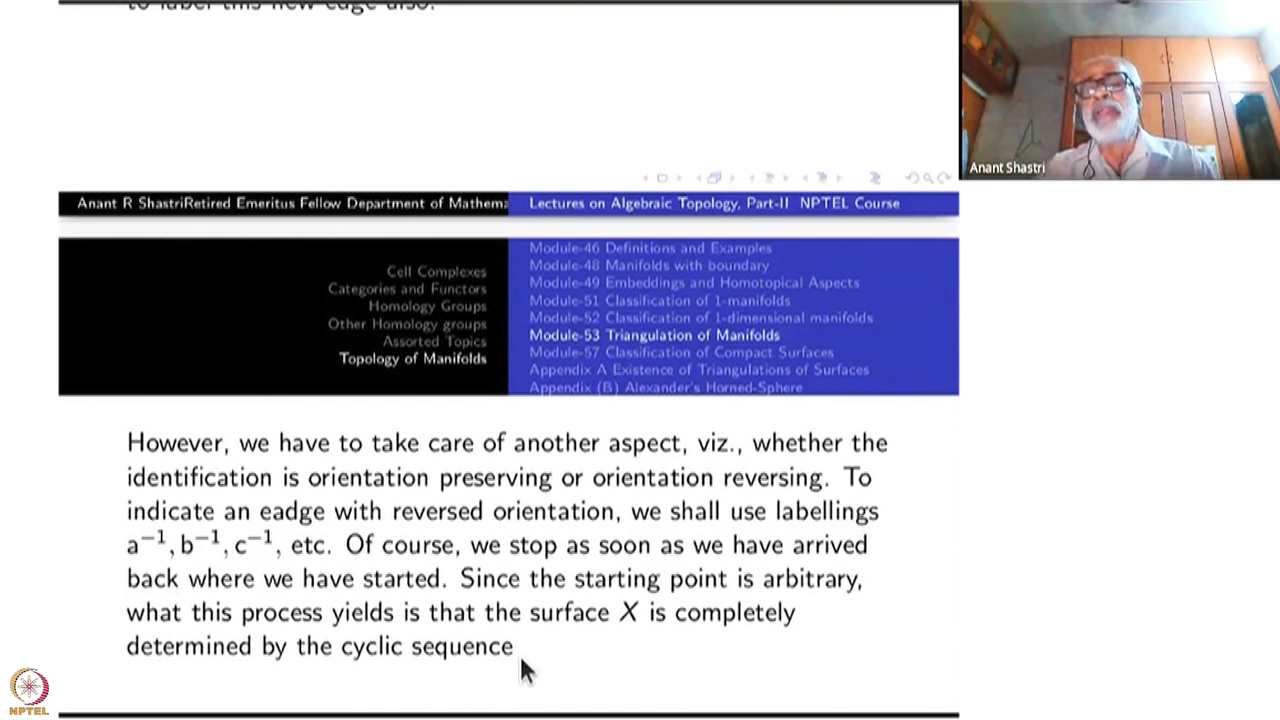 to label this new edge also.
Anant Shastri
Anant R ShastriRetired Emeritus Fellow Department of Mathema
Lectures on Algebraic Topology, Part-II NPTEL Course
Cell Complexes
Categories and Functors
Homology Groups
Other Homology groups
Assorted Topics
Topology of Manifolds
Module-46 Definitions and Examples
Module-48 Manifolds with boundary
Module-49 Embeddings and Homotopical Aspects
Module-51 Classification of 1-manifolds
Module-52 Classification of 1-dimensional manifolds
Module-53 Triangulation of Manifolds
Module-57 Classification of Compact Surfaces
Appendix A Existence of Triangulations of Surfaces
Appendix (B) Alexander's Horned-Sphere
However, we have to take care of another aspect, viz., whether the
identification is orientation preserving or orientation reversing. To
indicate an eadge with reversed orientation, we shall use labellings
a⁻¹, b⁻¹, c⁻¹, etc. Of course, we stop as soon as we have arrived
back where we have started. Since the starting point is arbitrary,
what this process yields is that the surface X is completely
determined by the cyclic sequence
NPTEL